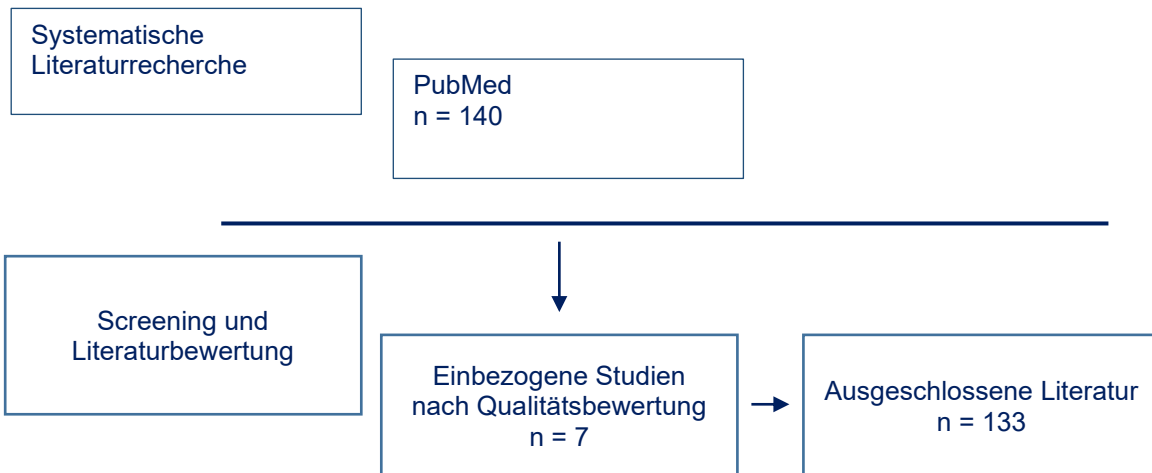 Systematische
Literaturrecherche
PubMed
n = 140
Screening und
Literaturbewertung
Einbezogene Studien
nach Qualitätsbewertung
n = 7
Ausgeschlossene Literatur
n = 133